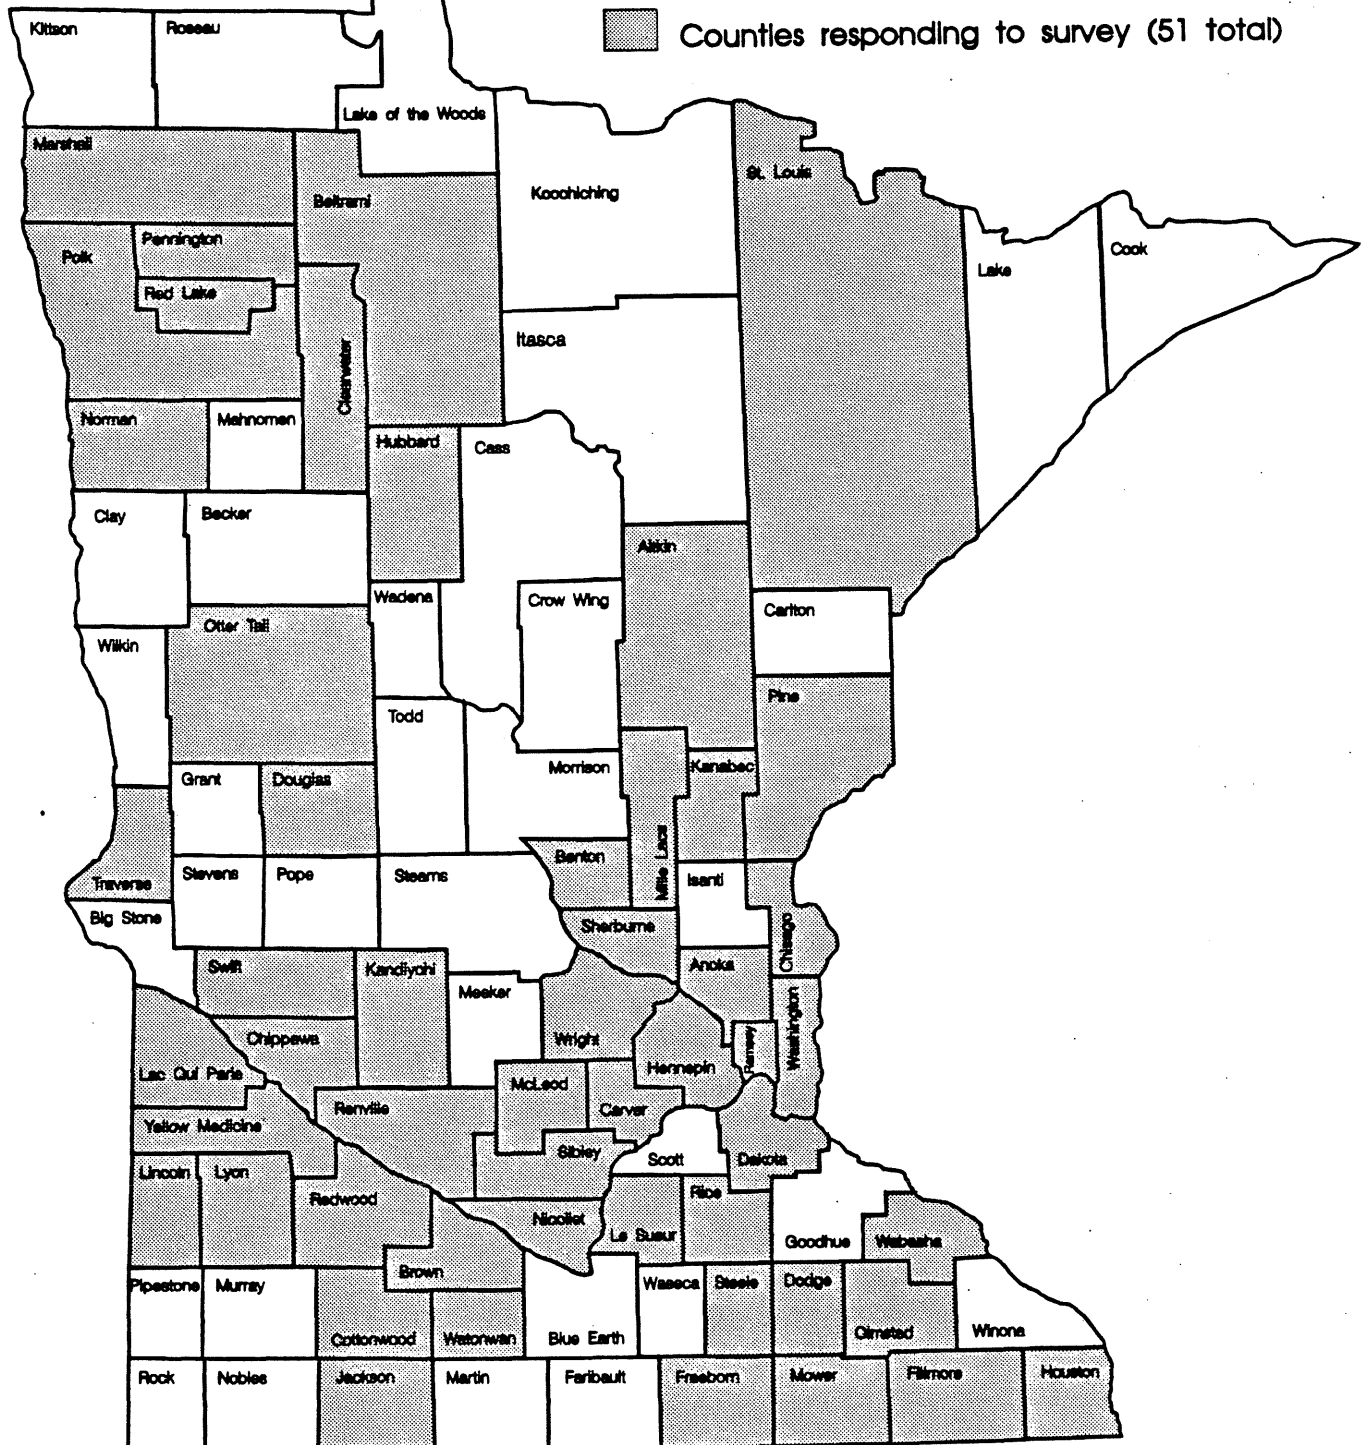 Counties responding to survey (51 total)
Kittson
Roseau
Lake of the Woods
Marshall
Beltrami
Koochiching
St. Louis
Polk
Pennington
Red Lake
Lake
Cook
Clearwater
Itasca
Norman
Mahnomen
Hubbard
Cass
Clay
Becker
Aitkin
Wadena
Crow Wing
Carlton
Otter Tail
Wilkin
Pine
Todd
Grant
Douglas
Morrison
Kanabec
Mille Lacs
Benton
Traverse
Stevens
Pope
Stearns
Isanti
Big Stone
Sherburne
Chisago
Swift
Kandiyohi
Anoka
Meeker
Washington
Chippewa
Wright
Ramsey
Lac Qui Parle
Hennepin
McLeod
Renville
Carver
Yellow Medicine
Sibley
Scott
Dakota
Lincoln
Lyon
Redwood
Rice
Nicollet
Le Sueur
Goodhue
Wabasha
Brown
Pipestone
Murray
Waseca
Steele
Dodge
Cottonwood
Watonwan
Blue Earth
Olmsted
Winona
Rock
Nobles
Jackson
Martin
Faribault
Freeborn
Mower
Fillmore
Houston